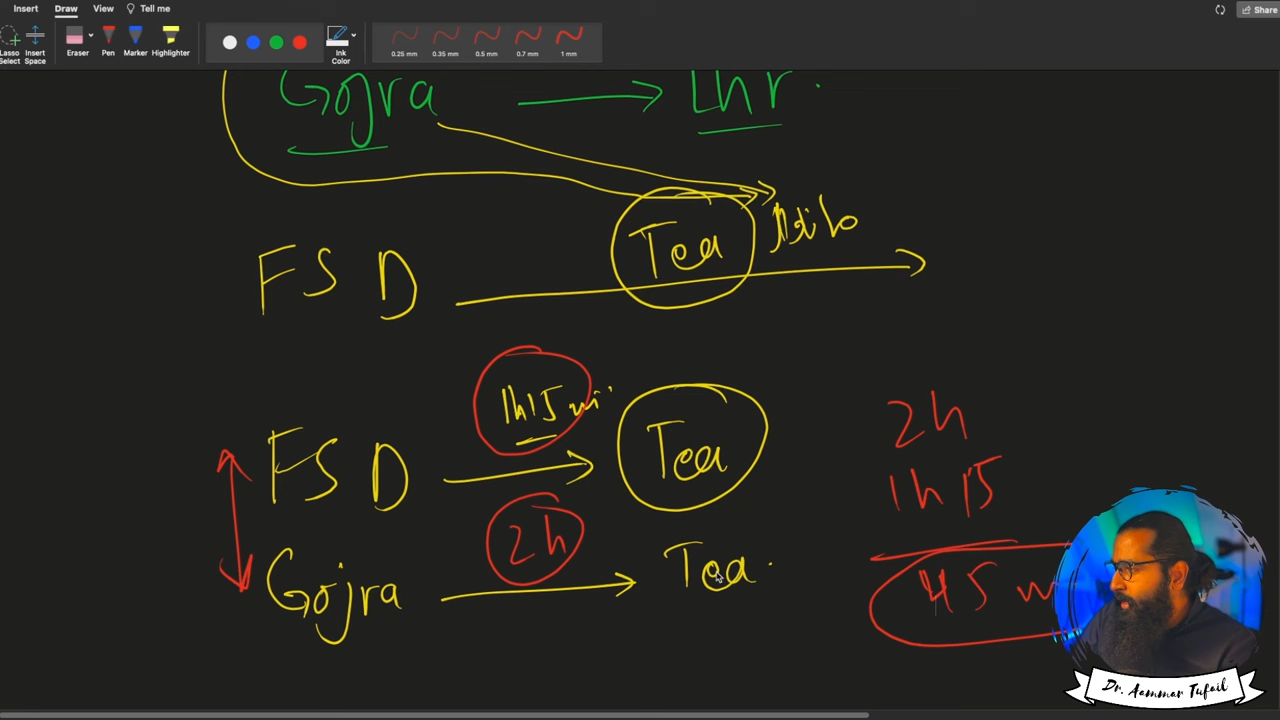 Insert Draw View Tell me
Share
Lasso Select
Insert Space
Eraser
Pen
Marker
Highlighter
Ink Color
0.25 mm 0.35 mm 0.5 mm 0.7 mm 1 mm
Gojra → Lhr.
FSD Tea
FSD 1h15 Tea
Gojra 2h Tea.
2h
1h 15
45
Dr. Aammar Tufail